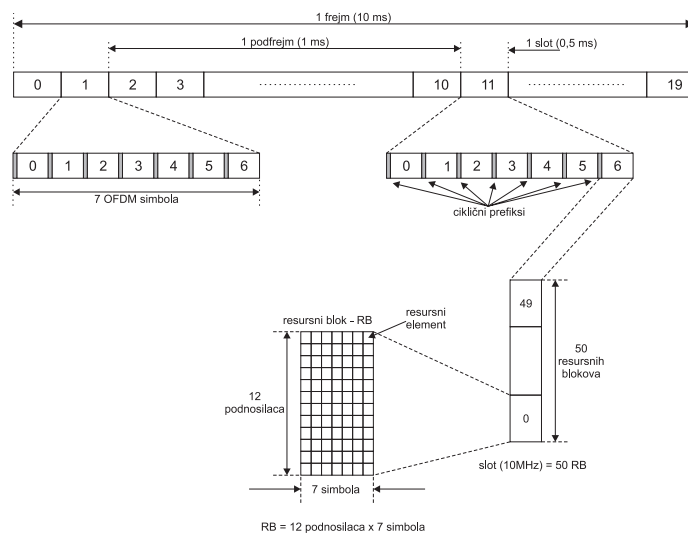 1 frejm (10 ms)
1 podfrejm (1 ms)
1 slot (0,5 ms)
0 1 2 3 .................... 10 11 .................... 19
0 1 2 3 4 5 6
7 OFDM simbola
0 1 2 3 4 5 6
ciklični prefiksi
49
0
50
resursnih
blokova
slot (10MHz) = 50 RB
resursni blok - RB
resursni
element
12
podnosilaca
7 simbola
RB = 12 podnosilaca x 7 simbola